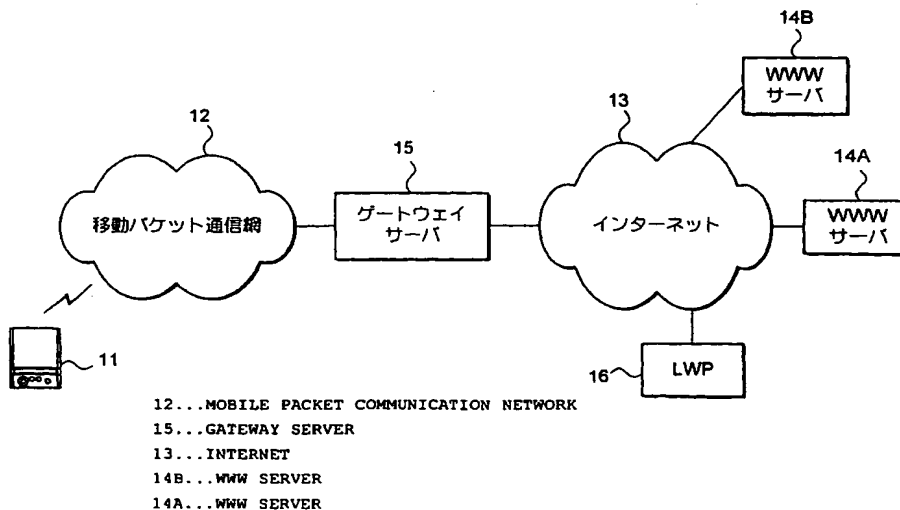 14B
WWW
サーバ
12
13
15
14A
移動パケット通信網
ゲートウェイ
サーバ
インターネット
WWW
サーバ
11
16
LWP
12...MOBILE PACKET COMMUNICATION NETWORK
15...GATEWAY SERVER
13...INTERNET
14B...WWW SERVER
14A...WWW SERVER